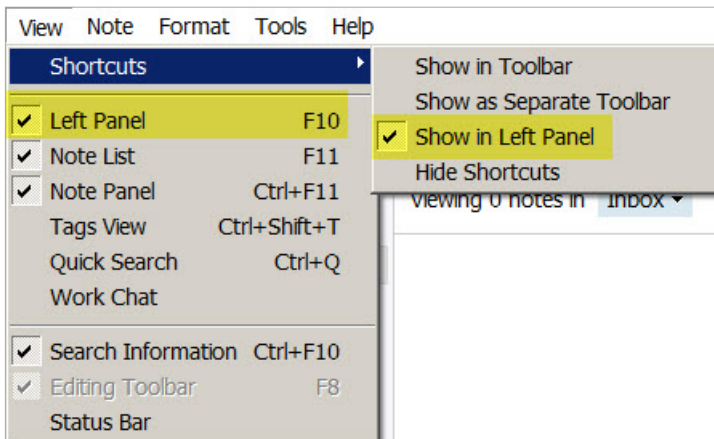 View Note Format Tools Help
Shortcuts
Show in Toolbar
Show as Separate Toolbar
Show in Left Panel
Hide Shortcuts
Left Panel F10
Note List F11
Note Panel Ctrl+F11
Tags View Ctrl+Shift+T
Quick Search Ctrl+Q
Work Chat
Search Information Ctrl+F10
Editing Toolbar F8
Status Bar
Viewing 0 notes in Inbox